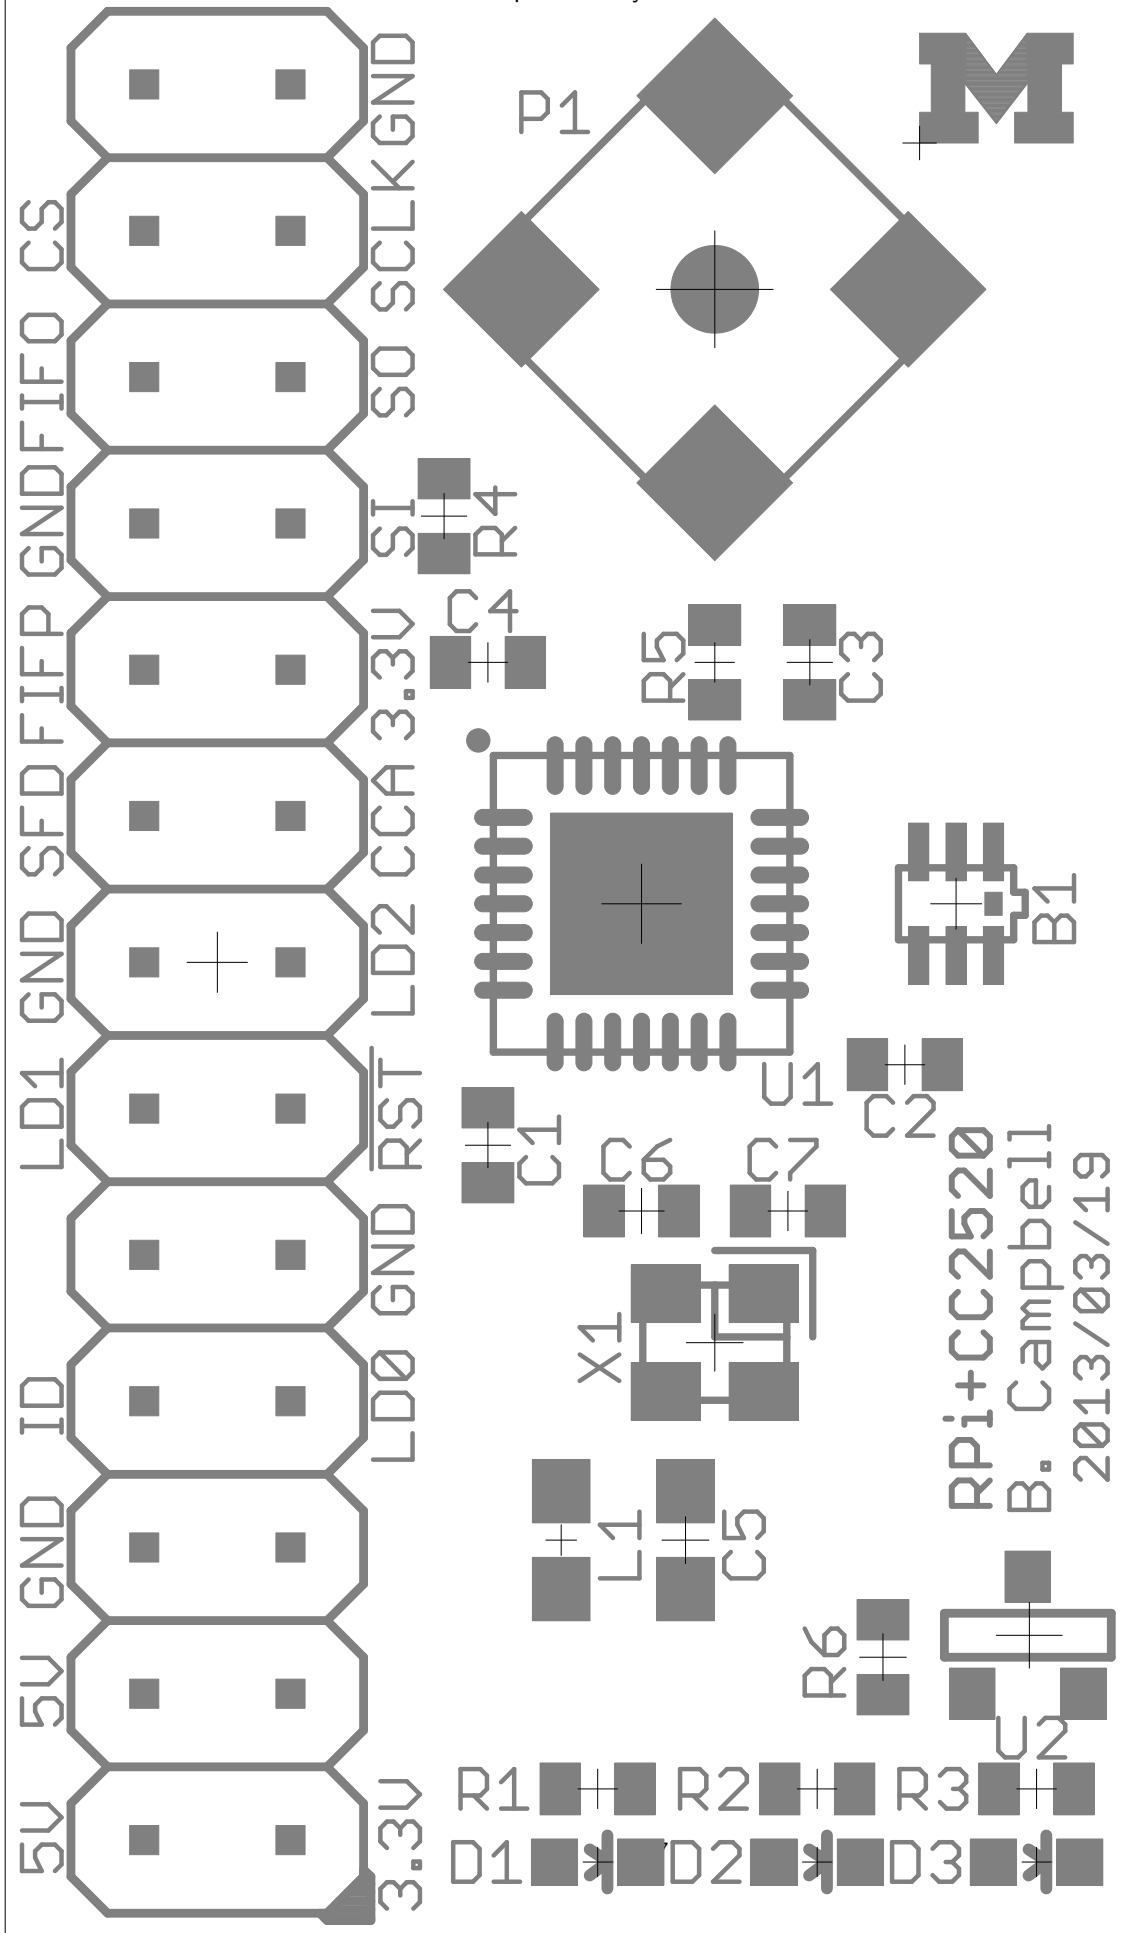 P1
M
GND
SCLK
CS
SO
FIFO
SI
GND
R4
C4
3.3V
FIFP
R5
C3
CCA
SFD
LD2
GND
B1
U1
RST
LD1
C1
C2
C6
C7
GND
X1
LD0
ID
RPi+CC2520
B. Campbell
2013/03/19
GND
L1
C5
5V
R6
U2
5V
3.3V
R1
R2
R3
D1
D2
D3